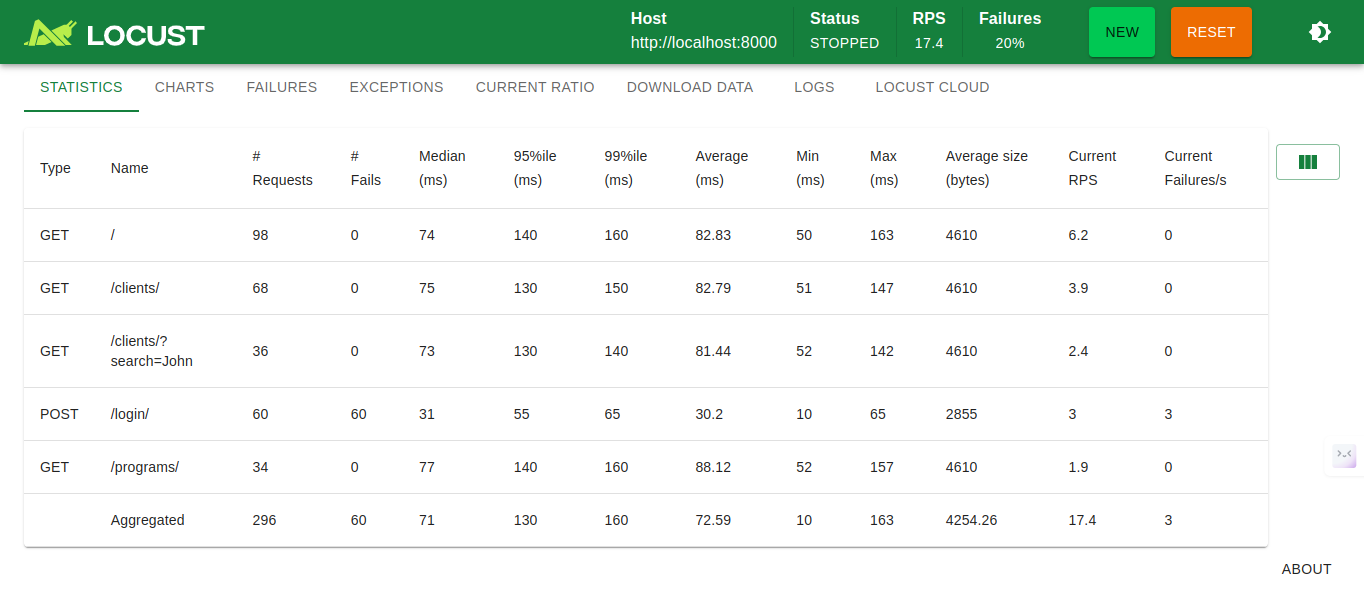 LOCUST
Host
http://localhost:8000
Status
STOPPED
RPS
17.4
Failures
20%
NEW
RESET
STATISTICS CHARTS FAILURES EXCEPTIONS CURRENT RATIO DOWNLOAD DATA LOGS LOCUST CLOUD
Type Name # Requests # Fails Median (ms) 95%ile (ms) 99%ile (ms) Average (ms) Min (ms) Max (ms) Average size (bytes) Current RPS Current Failures/s
GET / 98 0 74 140 160 82.83 50 163 4610 6.2 0
GET /clients/ 68 0 75 130 150 82.79 51 147 4610 3.9 0
GET /clients/?search=John 36 0 73 130 140 81.44 52 142 4610 2.4 0
POST /login/ 60 60 31 55 65 30.2 10 65 2855 3 3
GET /programs/ 34 0 77 140 160 88.12 52 157 4610 1.9 0
Aggregated 296 60 71 130 160 72.59 10 163 4254.26 17.4 3
ABOUT